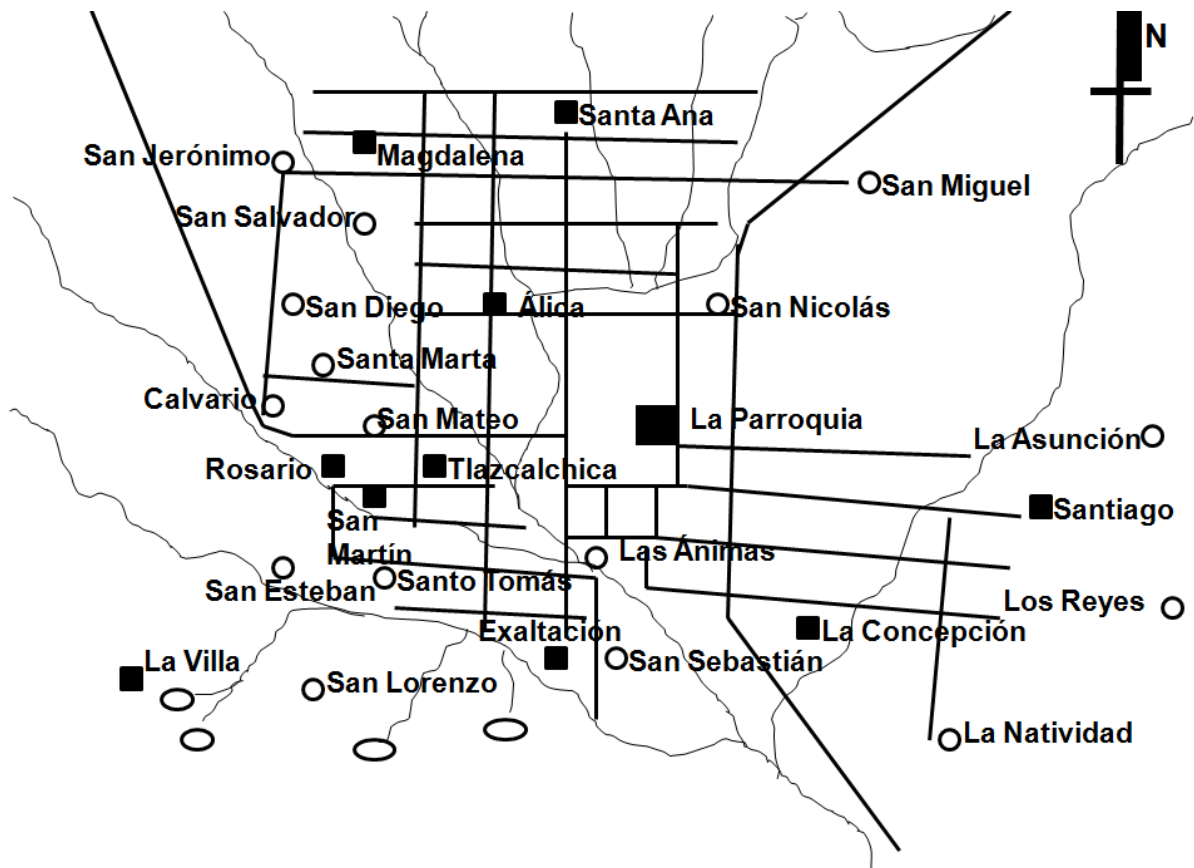 N
Santa Ana
San Jerónimo
Magdalena
San Miguel
San Salvador
San Diego
Álica
San Nicolás
Santa Marta
Calvario
San Mateo
La Parroquia
La Asunción
Rosario
Tlazcalchica
Santiago
San
Martín
Las Ánimas
San Esteban
Santo Tomás
Los Reyes
Exaltación
La Concepción
La Villa
San Lorenzo
San Sebastián
La Natividad